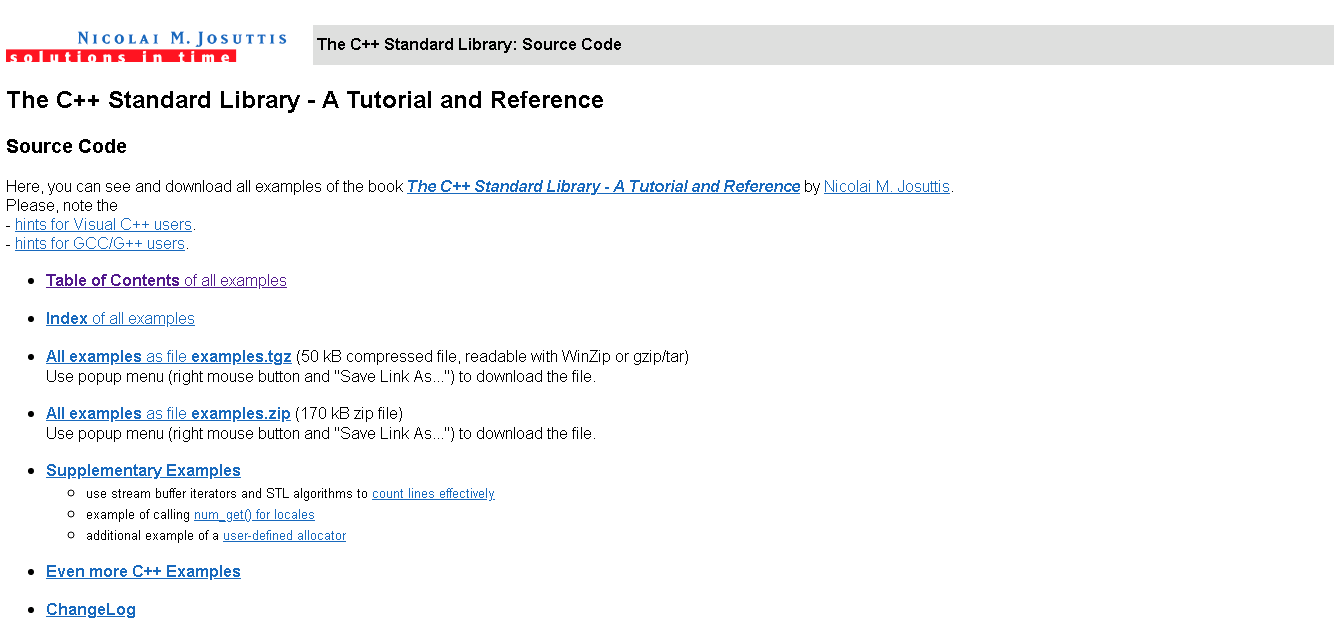 NICOLAI M. JOSUTTIS
solutions in time
The C++ Standard Library: Source Code
The C++ Standard Library - A Tutorial and Reference
Source Code
Here, you can see and download all examples of the book The C++ Standard Library - A Tutorial and Reference by Nicolai M. Josuttis.
Please, note the
- hints for Visual C++ users.
- hints for GCC/G++ users.
• Table of Contents of all examples
• Index of all examples
• All examples as file examples.tgz (50 kB compressed file, readable with WinZip or gzip/tar)
Use popup menu (right mouse button and "Save Link As...") to download the file.
• All examples as file examples.zip (170 kB zip file)
Use popup menu (right mouse button and "Save Link As...") to download the file.
• Supplementary Examples
○ use stream buffer iterators and STL algorithms to count lines effectively
○ example of calling num_get() for locales
○ additional example of a user-defined allocator
• Even more C++ Examples
• ChangeLog